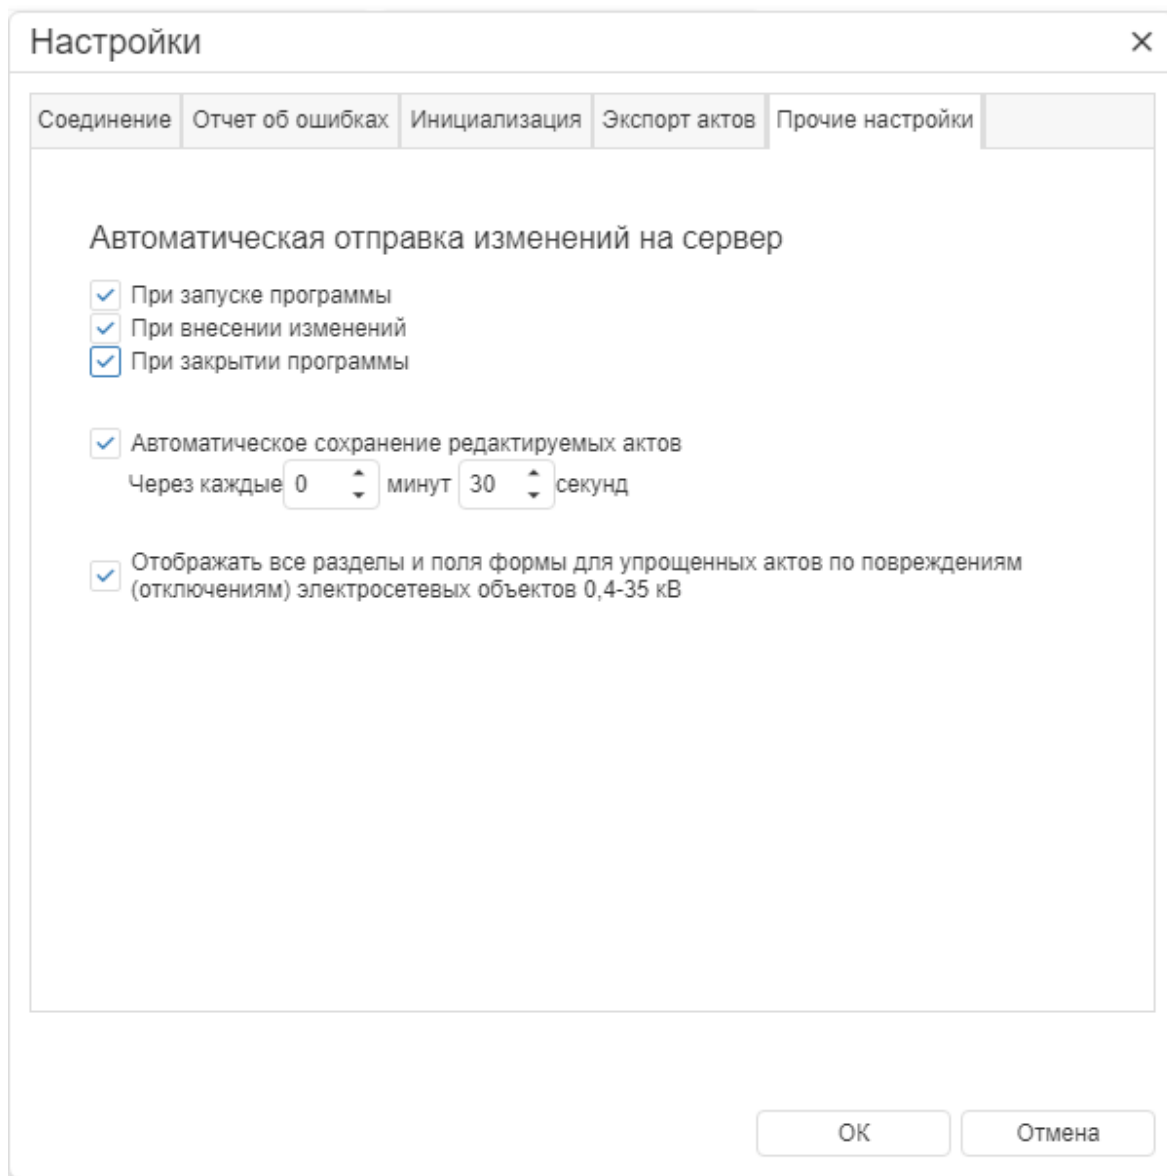 Настройки
Соединение Отчет об ошибках Инициализация Экспорт актов Прочие настройки
Автоматическая отправка изменений на сервер
При запуске программы
При внесении изменений
При закрытии программы
Автоматическое сохранение редактируемых актов
Через каждые 0 минут 30 секунд
Отображать все разделы и поля формы для упрощенных актов по повреждениям
(отключениям) электросетевых объектов 0,4-35 кВ
ОК Отмена